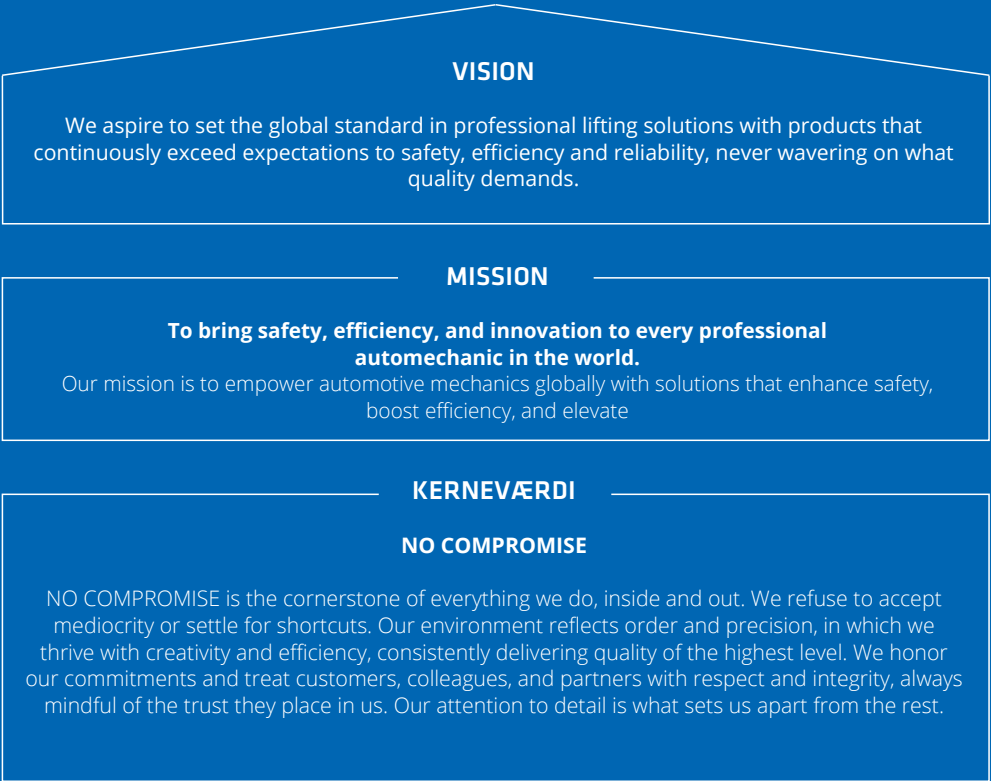 VISION
We aspire to set the global standard in professional lifting solutions with products that
continuously exceed expectations to safety, efficiency and reliability, never wavering on what
quality demands.
MISSION
To bring safety, efficiency, and innovation to every professional
automechanic in the world.
Our mission is to empower automotive mechanics globally with solutions that enhance safety,
boost efficiency, and elevate
KERNEVÆRDI
NO COMPROMISE
NO COMPROMISE is the cornerstone of everything we do, inside and out. We refuse to accept
mediocrity or settle for shortcuts. Our environment reflects order and precision, in which we
thrive with creativity and efficiency, consistently delivering quality of the highest level. We honor
our commitments and treat customers, colleagues, and partners with respect and integrity, always
mindful of the trust they place in us. Our attention to detail is what sets us apart from the rest.